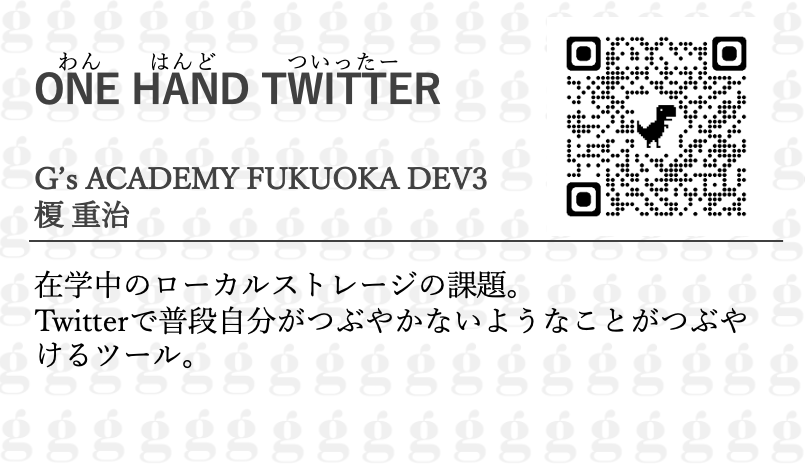 わん はんど ついったー
ONE HAND TWITTER
G’s ACADEMY FUKUOKA DEV3
榎 重治
在学中のローカルストレージの課題。
Twitterで普段自分がつぶやかないようなことがつぶや
けるツール。